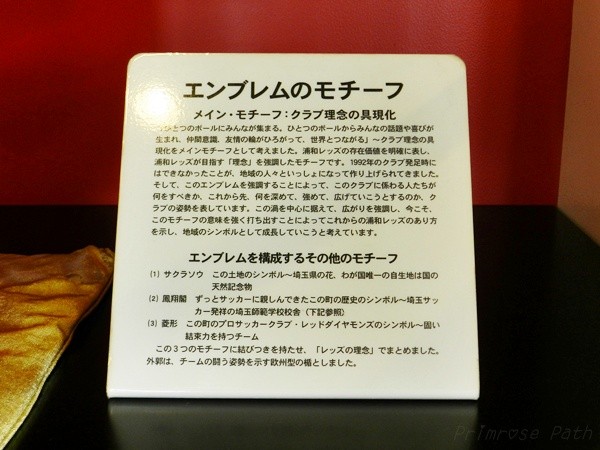 エンブレムのモチーフ
メイン・モチーフ：クラブ理念の具現化
「ひとつのボールにみんなが集まる。ひとつのボールからみんなの話題や喜びが
生まれ、仲間意識、友情の輪がひろがって、世界とつながる」～クラブ理念の具
現化をメインモチーフとして考えました。浦和レッズの存在価値を明確に表し、
浦和レッズが目指す「理念」を強調したモチーフです。1992年のクラブ発足時に
はできなかったことが、地域の人々といっしょになって作り上げられてきました。
そして、このエンブレムを強調することによって、このクラブに係わる人たちが
何をすべきか、これから先、何を深めて、強めて、広げていこうとするのか、ク
ラブの姿勢を表しています。この渦を中心に据えて、広がりを強調し、今こそ、
このモチーフの意味を強く打ち出すことによってこれからの浦和レッズのあり方
を示し、地域のシンボルとして成長していこうと考えています。
エンブレムを構成するその他のモチーフ
(1) サクラソウ　この土地のシンボル～埼玉県の花、わが国唯一の自生地は国の
天然記念物
(2) 鳳翔閣　ずっとサッカーに親しんできたこの町の歴史のシンボル～埼玉サッ
カー発祥の埼玉師範学校校舎（下記参照）
(3) 菱形　この町のプロサッカークラブ・レッドダイヤモンズのシンボル～固い
結束力を持つチーム
この３つのモチーフに結びつきを持たせ、「レッズの理念」でまとめました。
外郭は、チームの闘う姿勢を示す欧州型の楯としました。
Primrose Path